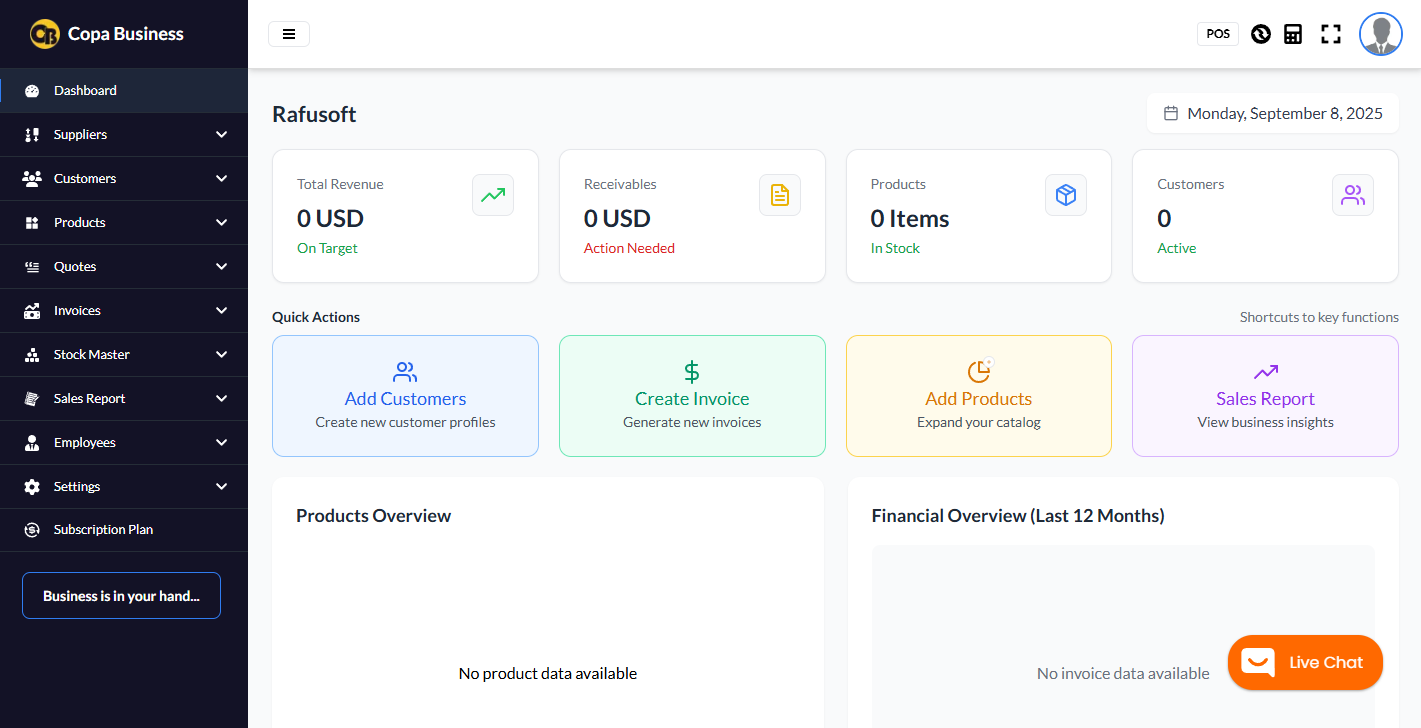 Copa Business
POS
Dashboard
Suppliers
Customers
Products
Quotes
Invoices
Stock Master
Sales Report
Employees
Settings
Subscription Plan
Business is in your hand...
Rafusoft
Monday, September 8, 2025
Total Revenue
0 USD
On Target
Receivables
0 USD
Action Needed
Products
0 Items
In Stock
Customers
0
Active
Quick Actions
Shortcuts to key functions
Add Customers
Create new customer profiles
Create Invoice
Generate new invoices
Add Products
Expand your catalog
Sales Report
View business insights
Products Overview
No product data available
Financial Overview (Last 12 Months)
No invoice data available
Live Chat